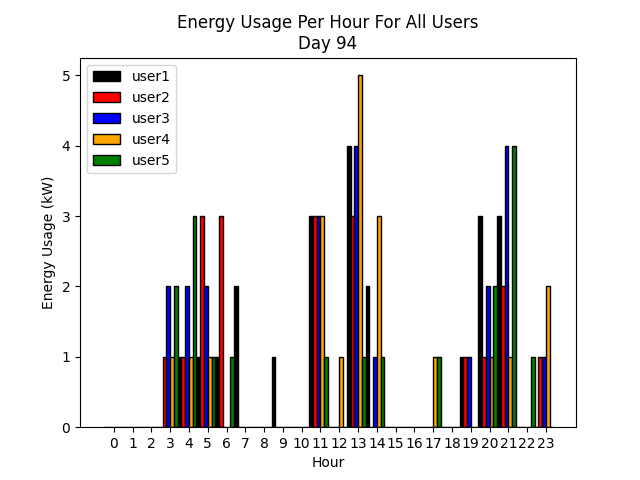 Energy Usage Per Hour For All Users
Day 94
user1
user2
user3
user4
user5
Energy Usage (kW)
5
4
3
2
1
0
0 1 2 3 4 5 6 7 8 9 10 11 12 13 14 15 16 17 18 19 20 21 22 23
Hour